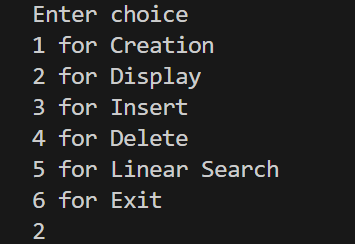 Enter choice
1 for Creation
2 for Display
3 for Insert
4 for Delete
5 for Linear Search
6 for Exit
2